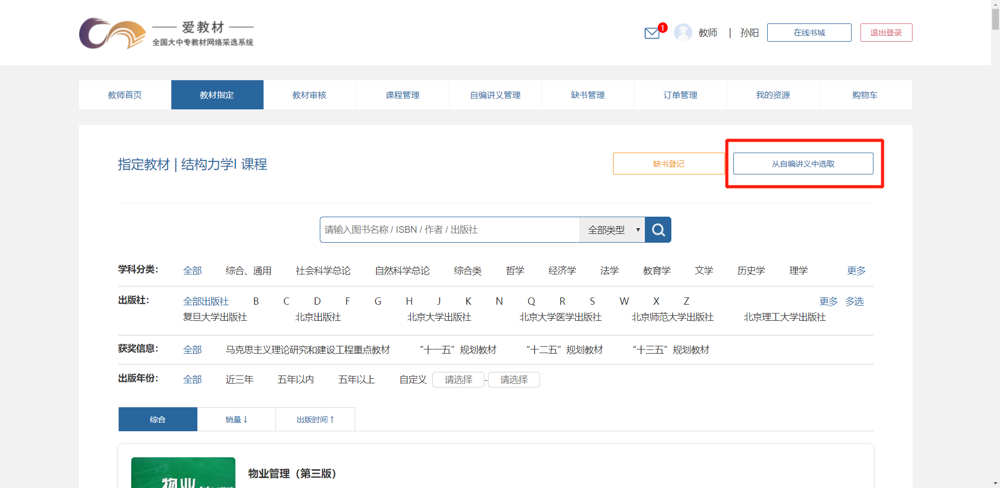 爱教材
全国大中专教材网络采选系统
1
教师 | 孙阳
在线书城
退出登录
教师首页 教材指定 教材审核 课程管理 自编讲义管理 缺书管理 订单管理 我的资源 购物车
指定教材 | 结构力学Ⅰ 课程
缺书登记
从自编讲义中选取
请输入图书名称 / ISBN / 作者 / 出版社 全部类型
学科分类： 全部 综合、通用 社会科学总论 自然科学总论 综合类 哲学 经济学 法学 教育学 文学 历史学 理学 更多
出版社： 全部出版社 B C D F G H J K N Q R S W X Z 更多 多选
复旦大学出版社 北京出版社 北京大学出版社 北京大学医学出版社 北京师范大学出版社 北京理工大学出版社
获奖信息： 全部 马克思主义理论研究和建设工程重点教材 “十一五”规划教材 “十二五”规划教材 “十三五”规划教材
出版年份： 全部 近三年 五年以内 五年以上 自定义 请选择 - 请选择
综合 销量↓ 出版时间↑
物业管理（第三版）
物业管理